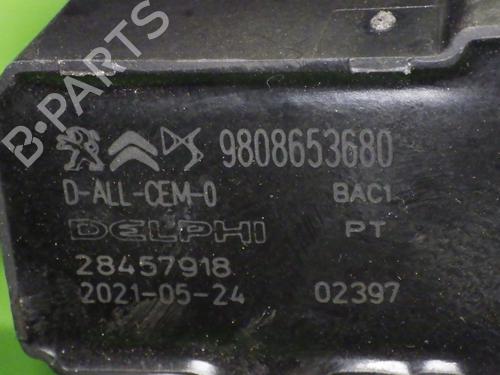 B-PARTS
9808653680
D-ALL-CEM-0 BAC1
DELPHI PT
28457918
2021-05-24 02397